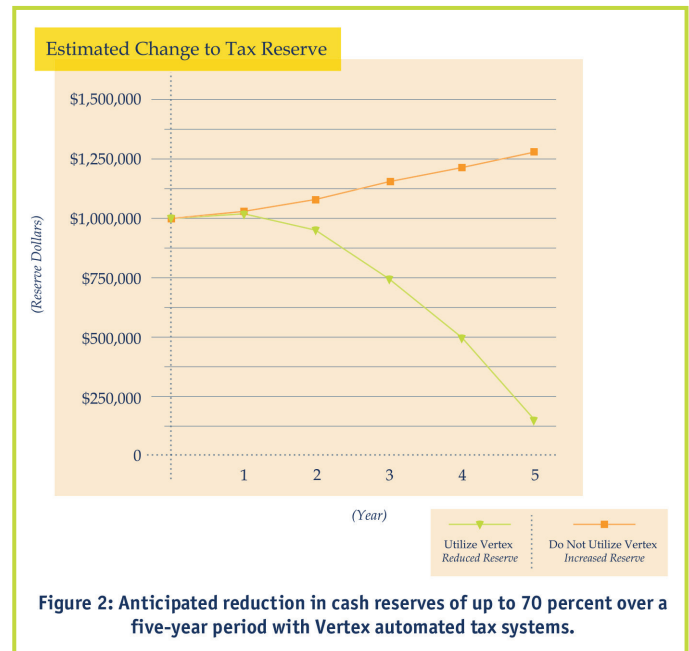 Estimated Change to Tax Reserve
$1,500,000
$1,250,000
$1,000,000
$750,000
$500,000
$250,000
0
(Reserve Dollars)
1 2 3 4 5
(Year)
Utilize Vertex
Reduced Reserve
Do Not Utilize Vertex
Increased Reserve
Figure 2: Anticipated reduction in cash reserves of up to 70 percent over a
five-year period with Vertex automated tax systems.